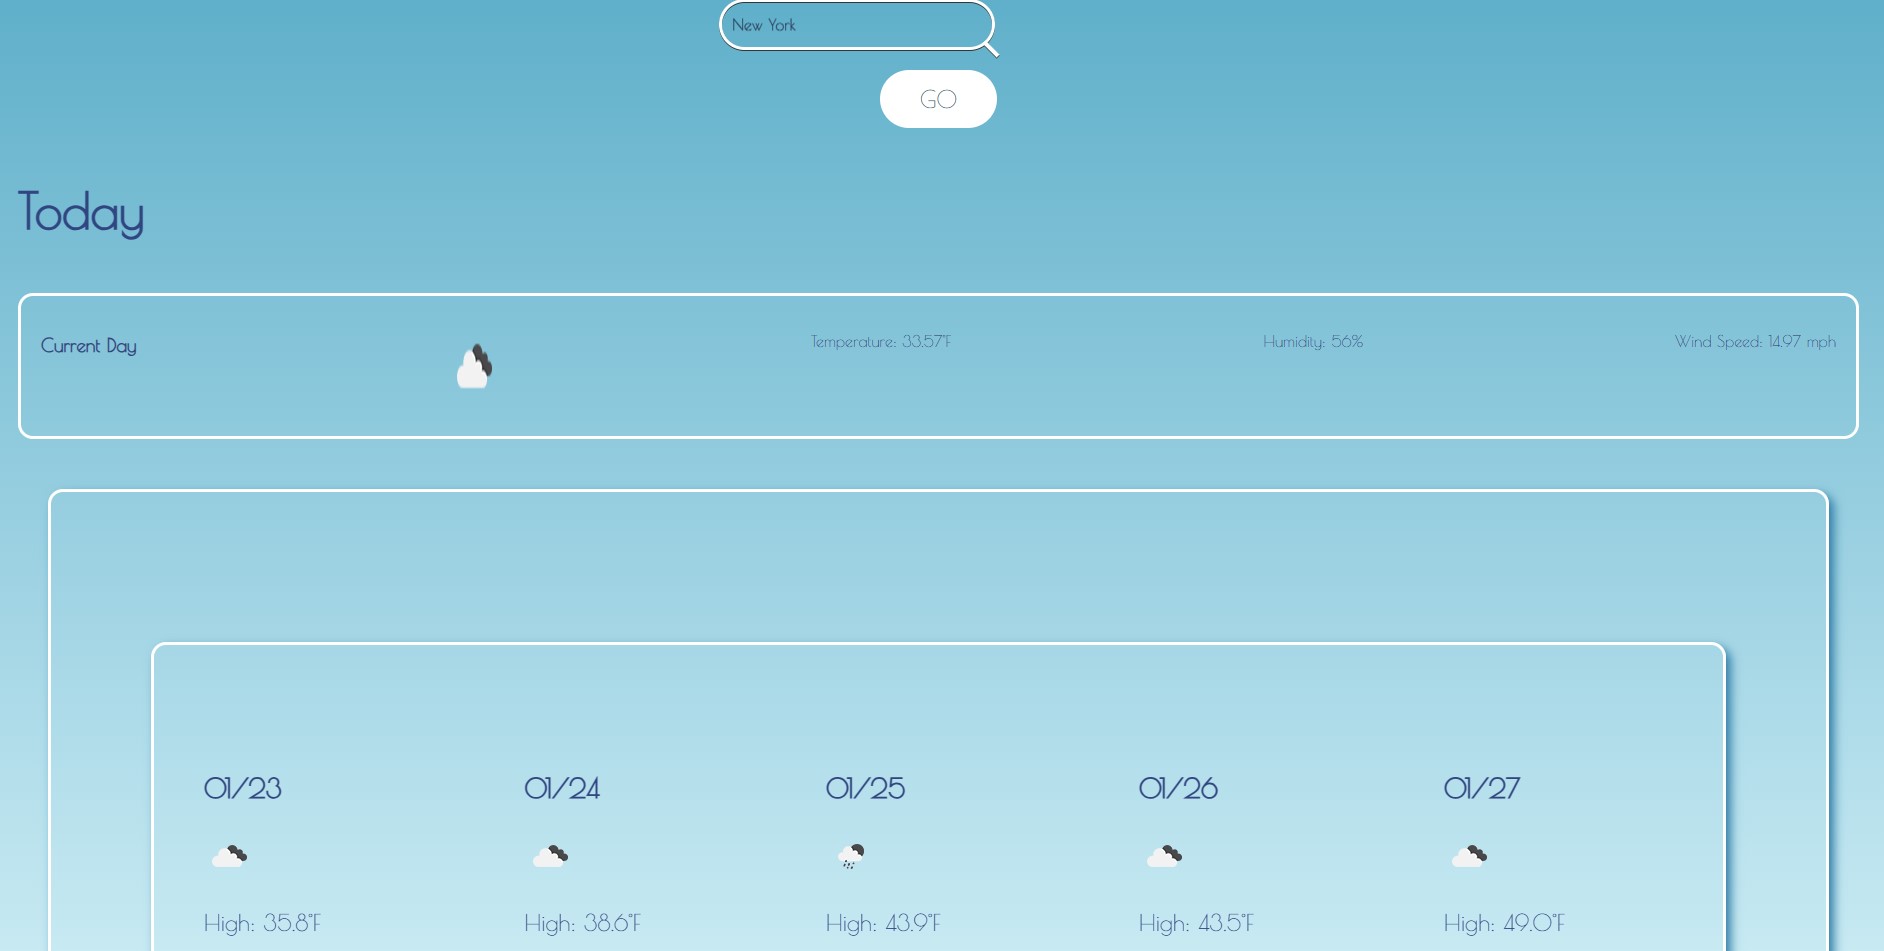 New York
GO
Today
Current Day
Temperature: 33.57°F
Humidity: 56%
Wind Speed: 14.97 mph
01/23 01/24 01/25 01/26 01/27
High: 35.8°F High: 38.6°F High: 43.9°F High: 43.5°F High: 49.0°F